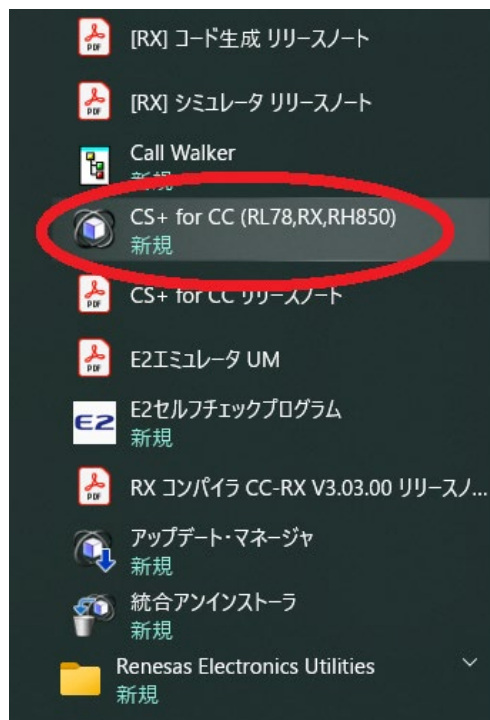 [RX] コード生成 リリースノート
[RX] シミュレータ リリースノート
Call Walker
新規
CS+ for CC (RL78,RX,RH850)
新規
CS+ for CC リリースノート
E2エミュレータ UM
E2セルフチェックプログラム
新規
RX コンパイラ CC-RX V3.03.00 リリースノ...
アップデート・マネージャ
新規
統合アンインストーラ
新規
Renesas Electronics Utilities
新規